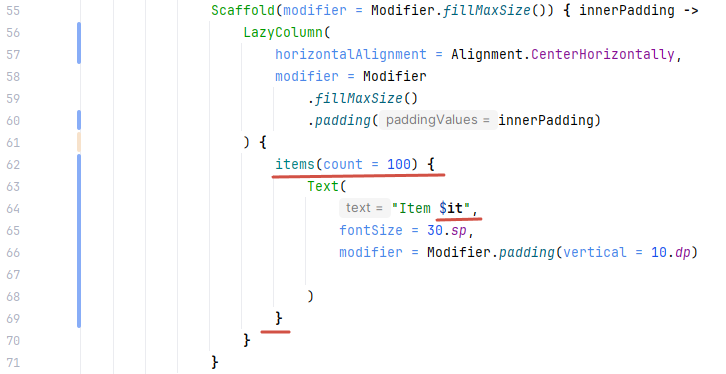 55 Scaffold(modifier = Modifier.fillMaxSize()) { innerPadding ->
56 LazyColumn(
57 horizontalAlignment = Alignment.CenterHorizontally,
58 modifier = Modifier
59 .fillMaxSize()
60 .padding( paddingValues = innerPadding)
61 ) {
62 items(count = 100) {
63 Text(
64 text = "Item $it",
65 fontSize = 30.sp,
66 modifier = Modifier.padding(vertical = 10.dp)
67
68 )
69 }
70 }
71 }